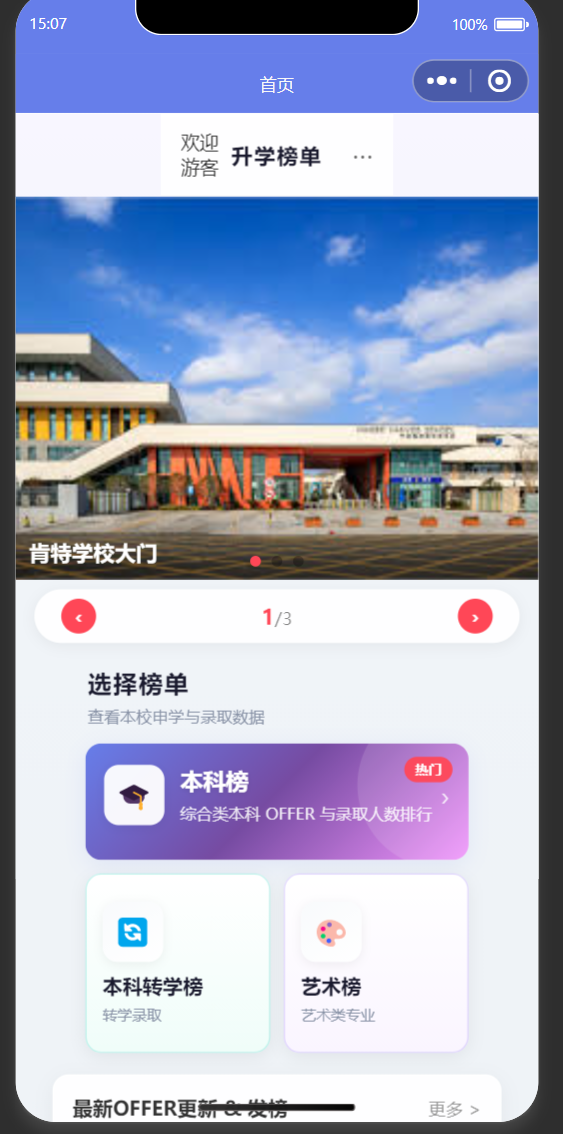 15:07
100%
首页
欢迎
游客
升学榜单
...
肯特学校大门
‹ 1/3 ›
选择榜单
查看本校申学与录取数据
热门
本科榜
综合类本科 OFFER 与录取人数排行 ›
本科转学榜
转学录取
艺术榜
艺术类专业
最新OFFER更新 & 发榜
更多 >